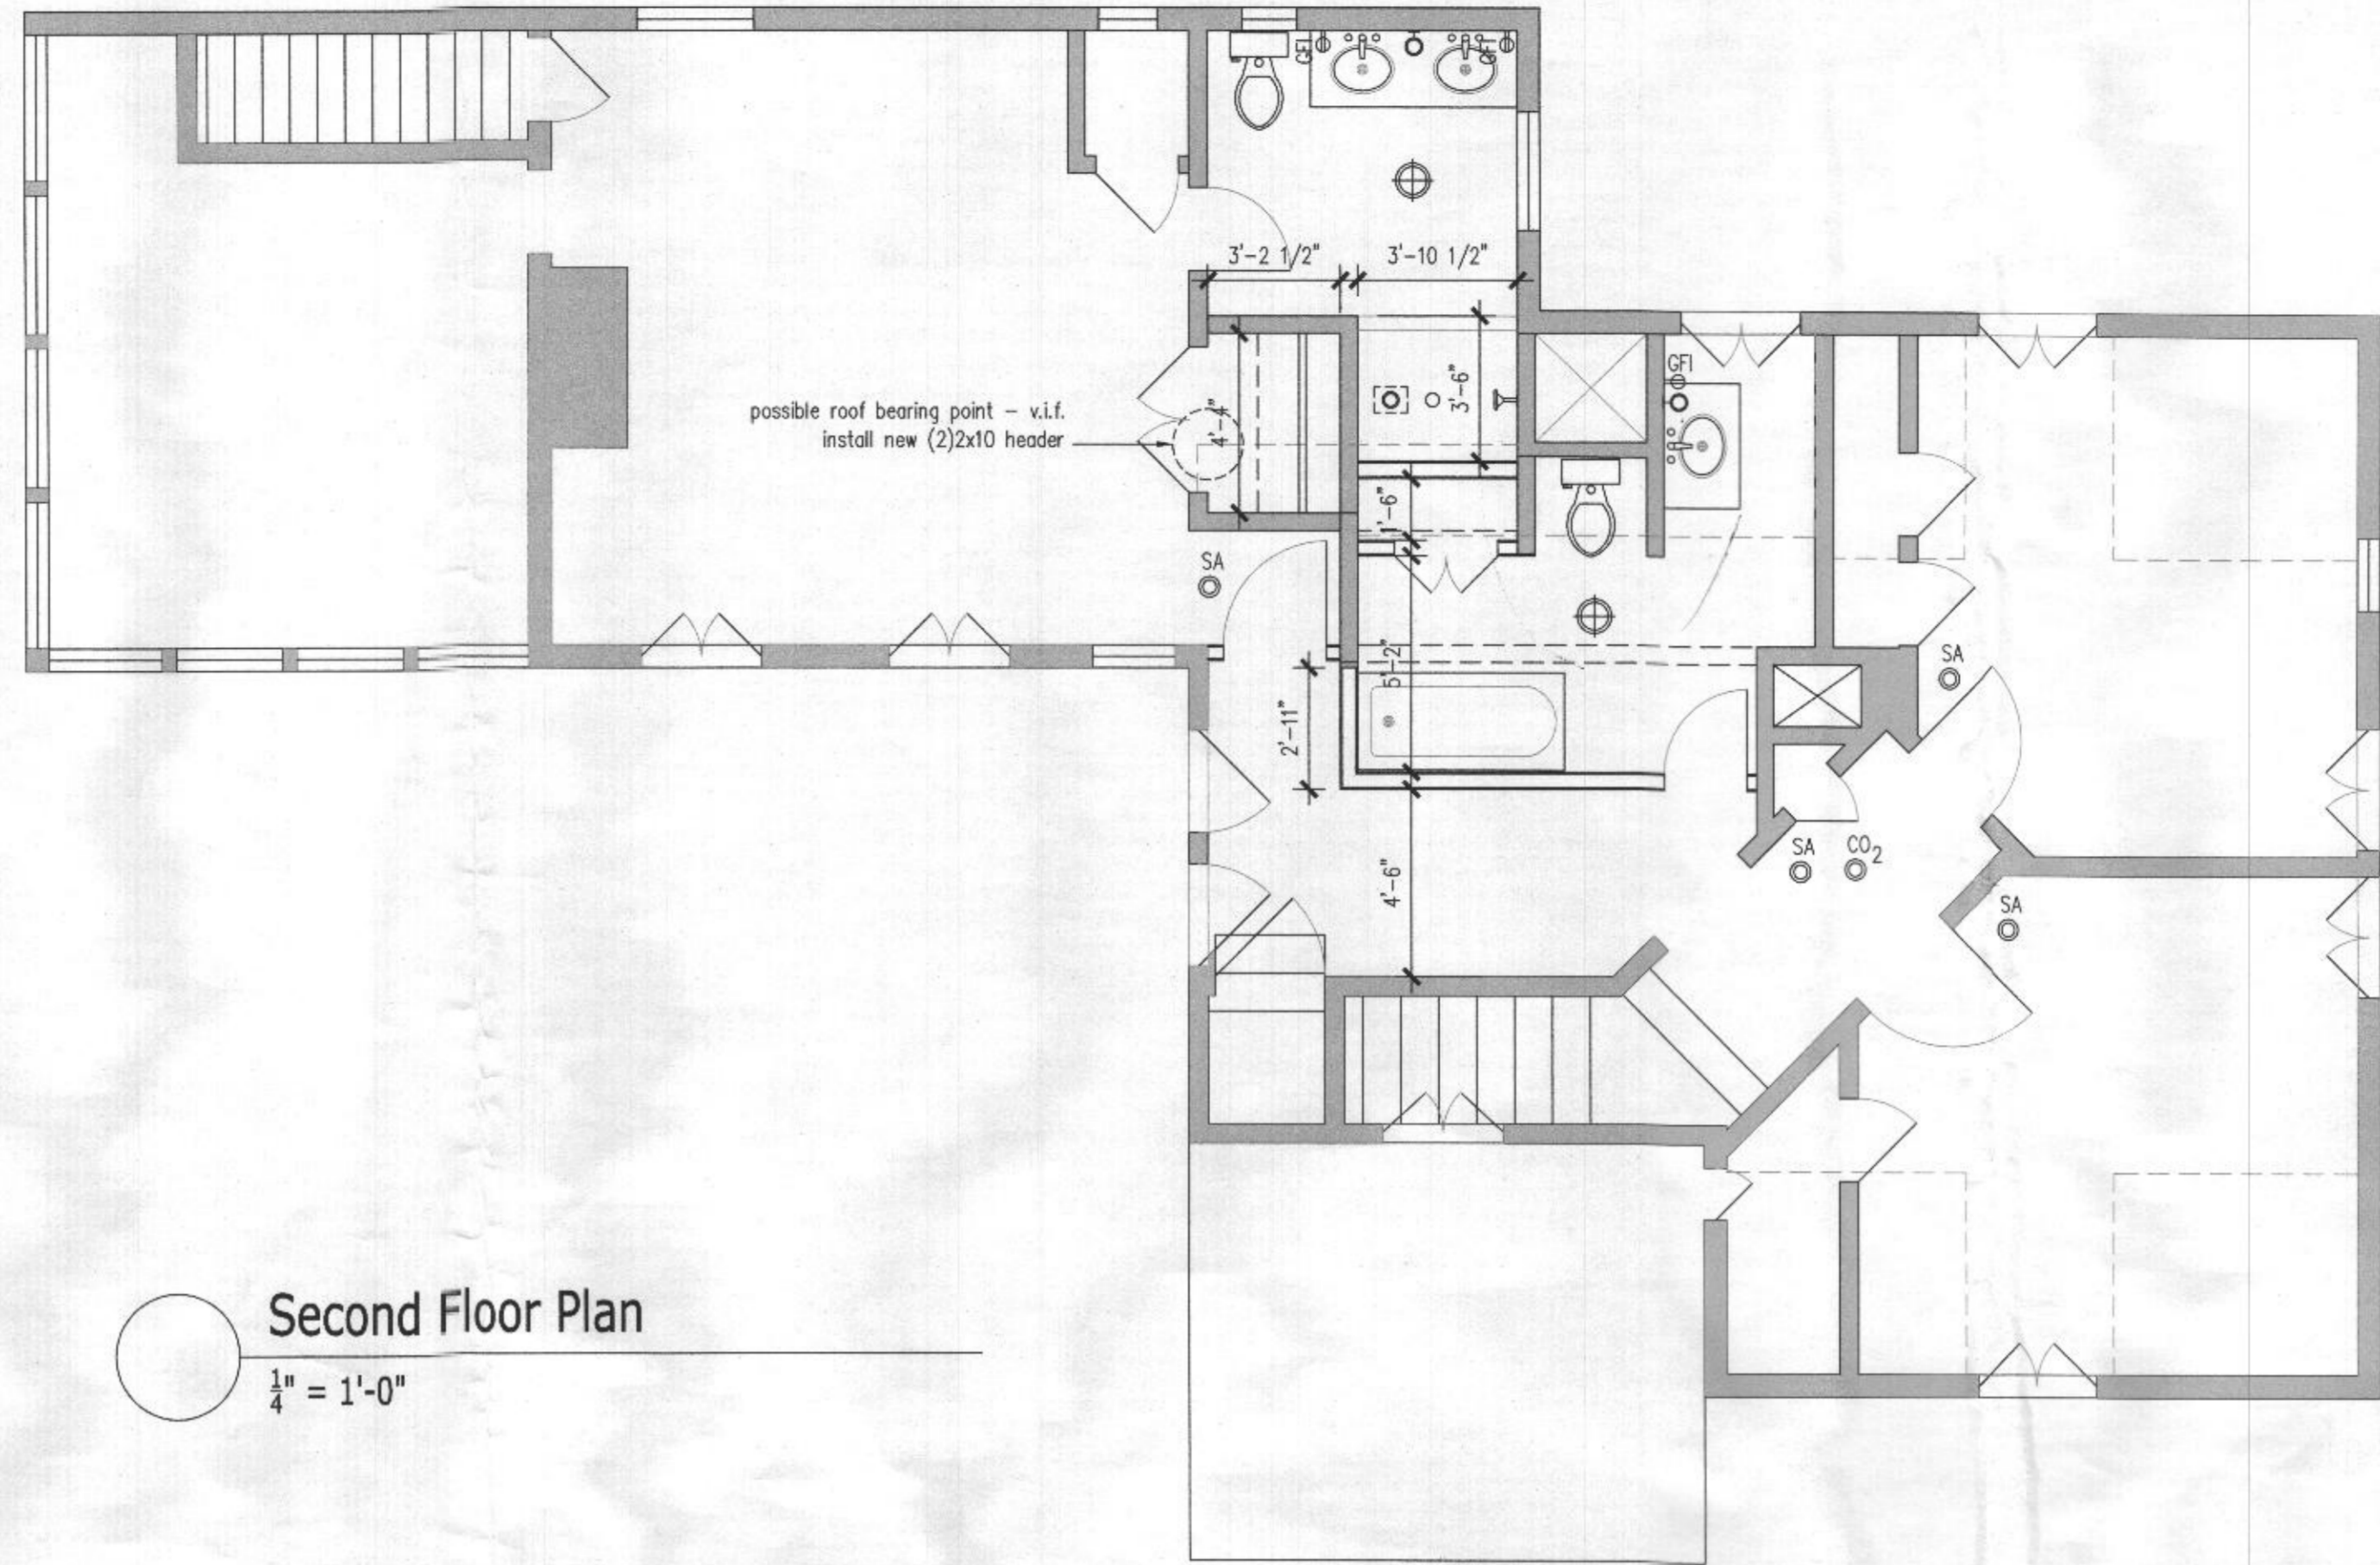 GFI
GFI
3'-2 1/2"
3'-10 1/2"
GFI
3'-6"
possible roof bearing point – v.i.f.
install new (2)2x10 header
4'-4"
1'-6"
SA
5'-2"
SA
2'-11"
SA
CO2
4'-6"
SA
Second Floor Plan
1/4" = 1'-0"